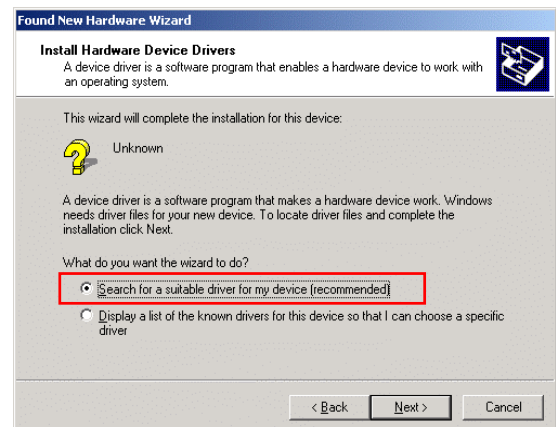 Found New Hardware Wizard
Install Hardware Device Drivers
A device driver is a software program that enables a hardware device to work with
an operating system.
This wizard will complete the installation for this device:
Unknown
A device driver is a software program that makes a hardware device work. Windows
needs driver files for your new device. To locate driver files and complete the
installation click Next.
What do you want the wizard to do?
Search for a suitable driver for my device (recommended)
Display a list of the known drivers for this device so that I can choose a specific
driver
< Back
Next >
Cancel